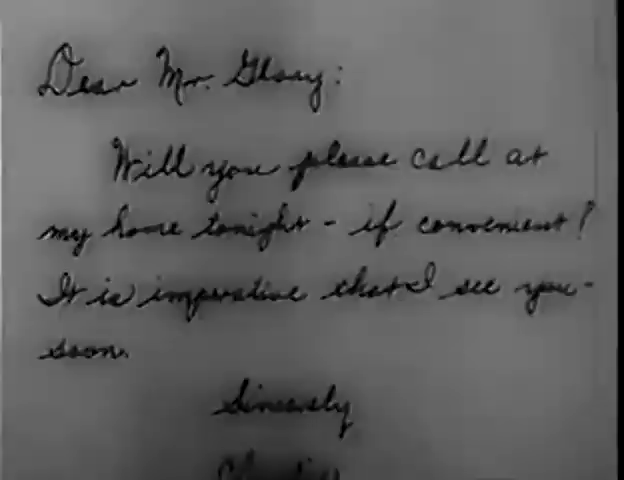 Dear Mr. Glory:
Will you please call at
my home tonight - if convenient!
It is imperative that I see you -
soon.
Sincerely